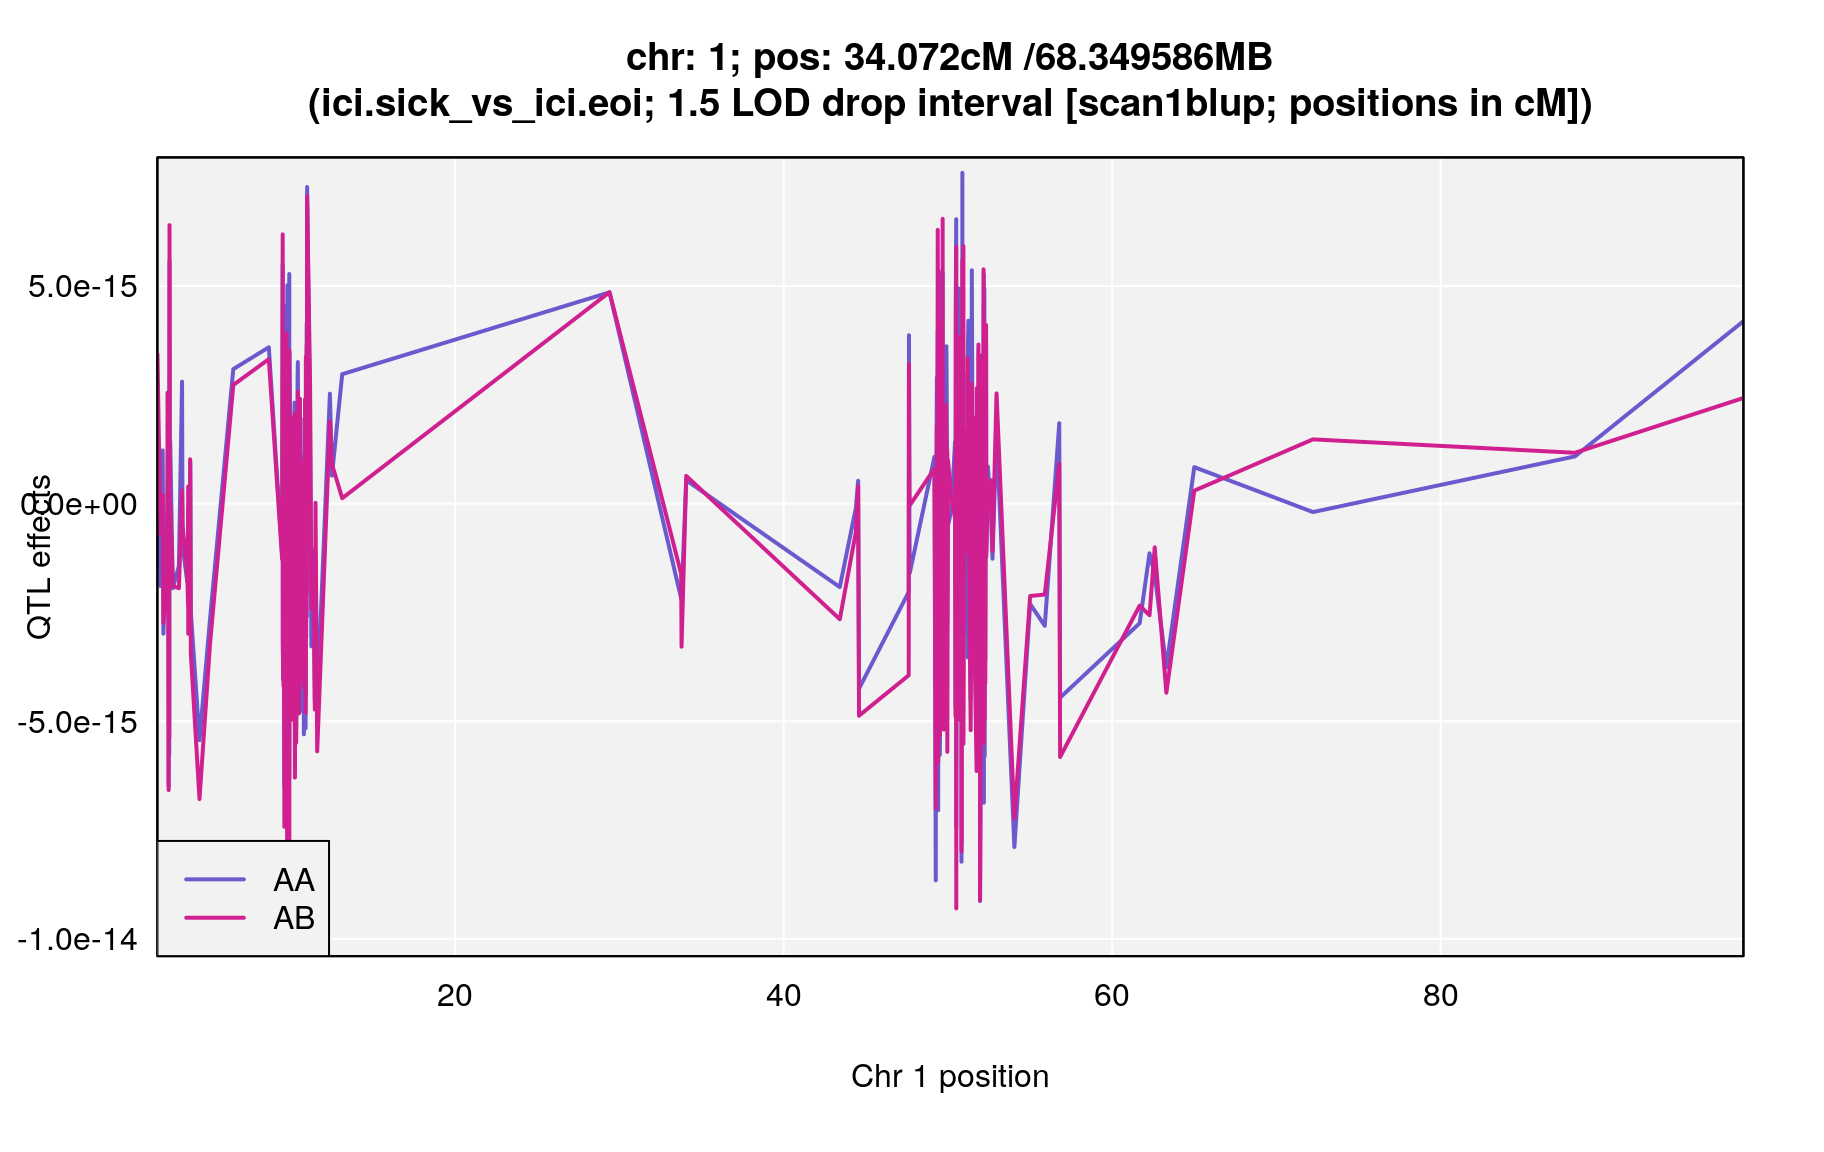 chr: 1; pos: 34.072cM /68.349586MB
(ici.sick_vs_ici.eoi; 1.5 LOD drop interval [scan1blup; positions in cM])
5.0e-15
0.0e+00
-5.0e-15
-1.0e-14
QTL effects
AA
AB
20
40
60
80
Chr 1 position